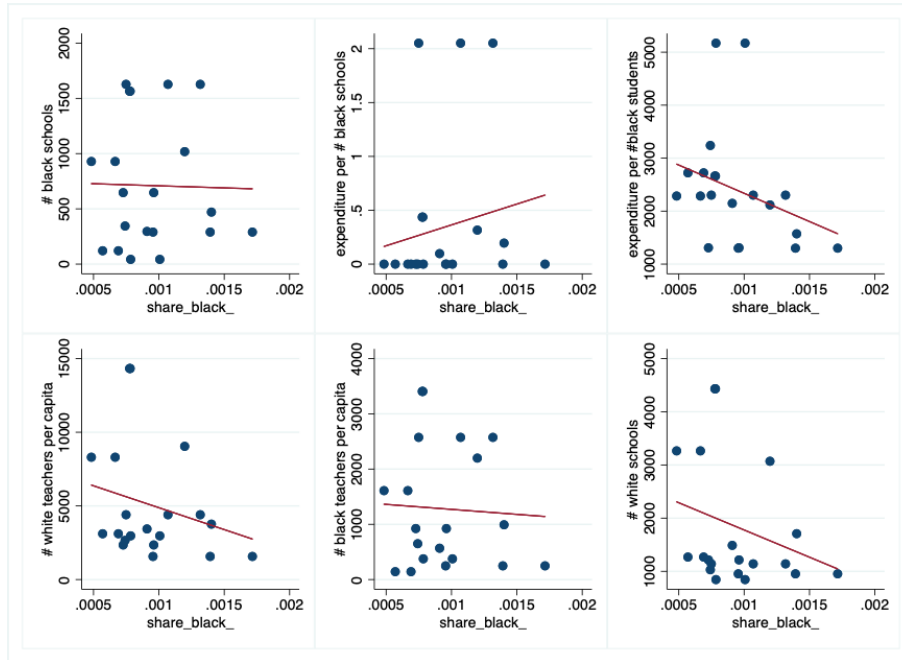 # black schools
2000
1500
1000
500
0
.0005 .001 .0015 .002
share_black_
expenditure per # black schools
2
1.5
1
.5
0
.0005 .001 .0015 .002
share_black_
expenditure per #black students
5000
4000
3000
2000
1000
.0005 .001 .0015 .002
share_black_
# white teachers per capita
15000
10000
5000
0
.0005 .001 .0015 .002
share_black_
# black teachers per capita
4000
3000
2000
1000
0
.0005 .001 .0015 .002
share_black_
# white schools
5000
4000
3000
2000
1000
.0005 .001 .0015 .002
share_black_